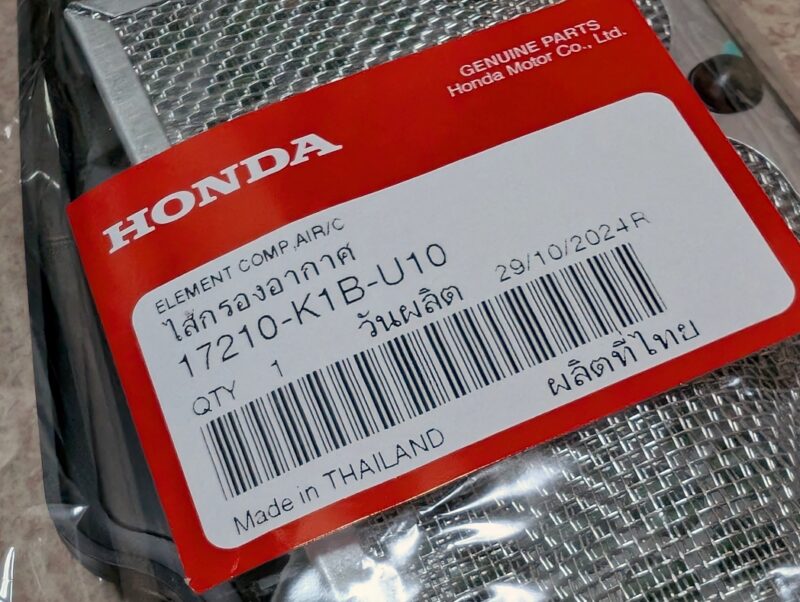 GENUINE PARTS
Honda Motor Co., Ltd.
HONDA
ELEMENT COMP,AIR/C
ไส้กรองอากาศ
17210-K1B-U10
QTY 1 วันผลิต 29/10/2024R
ผลิตที่ไทย
Made in THAILAND